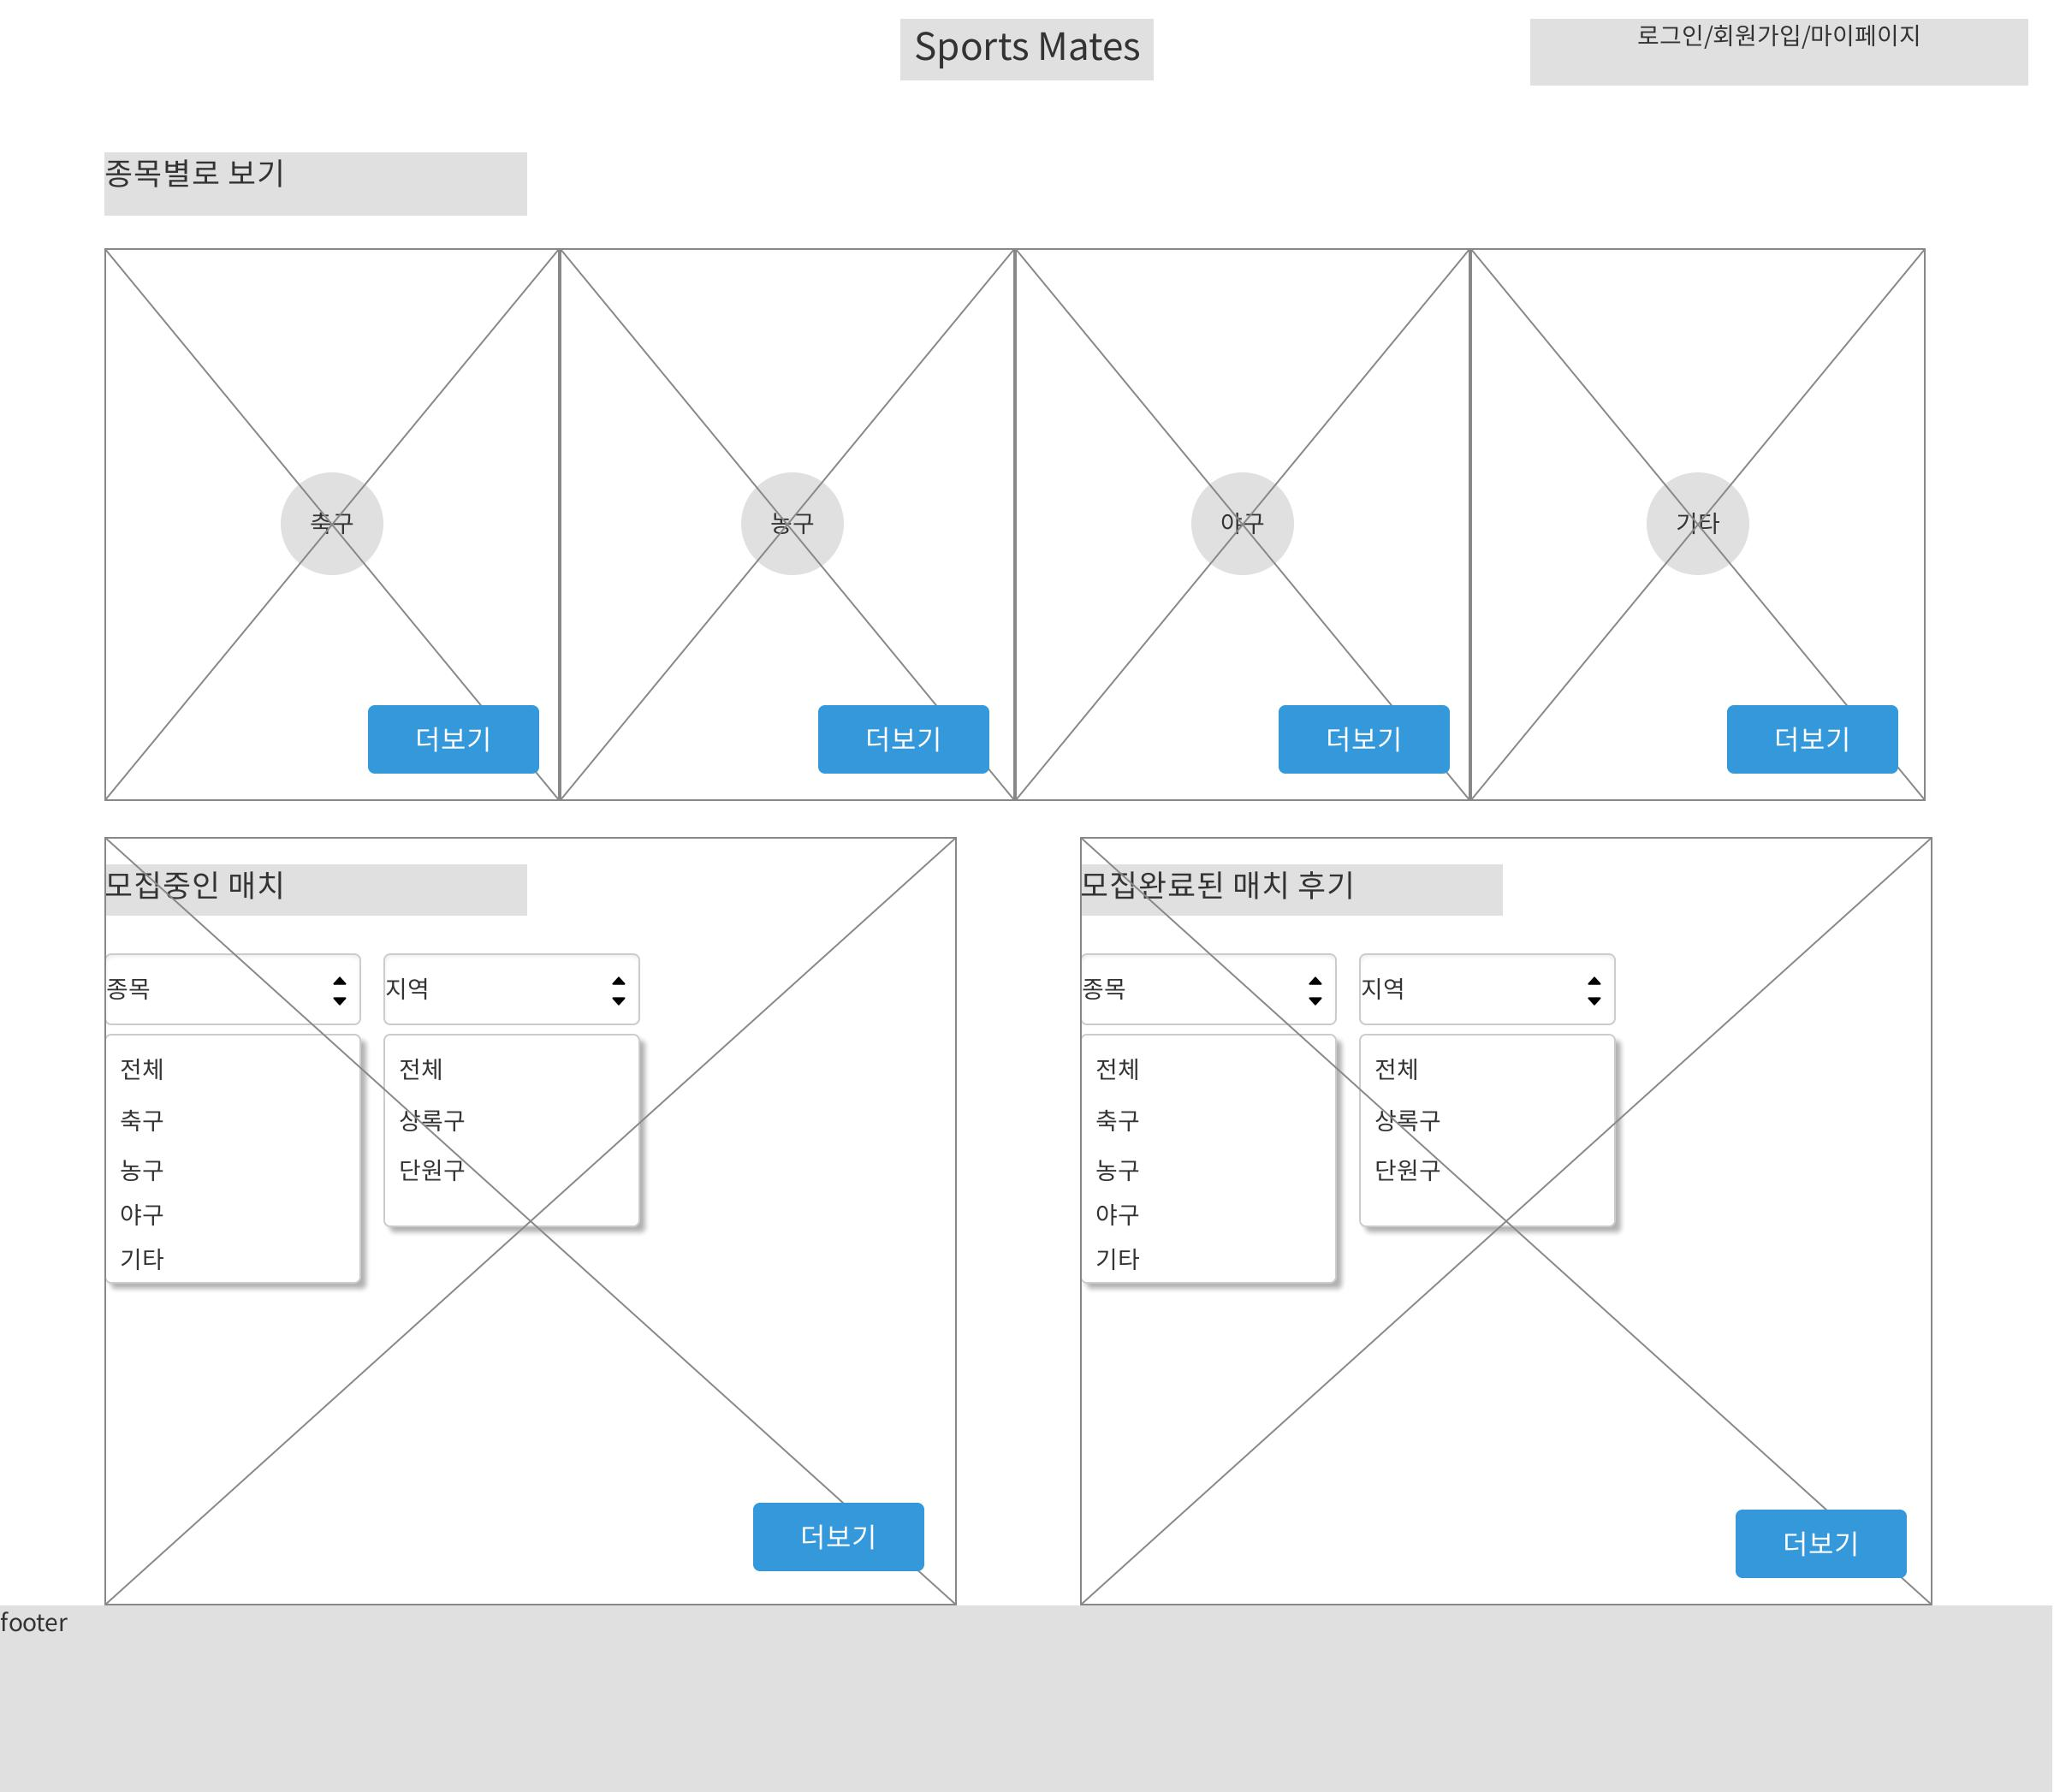 Sports Mates
로그인/회원가입/마이페이지
종목별로 보기
축구
농구
야구
기타
더보기
더보기
더보기
더보기
모집중인 매치
종목
지역
전체
축구
농구
야구
기타
전체
상록구
단원구
더보기
모집완료된 매치 후기
종목
지역
전체
축구
농구
야구
기타
전체
상록구
단원구
더보기
footer